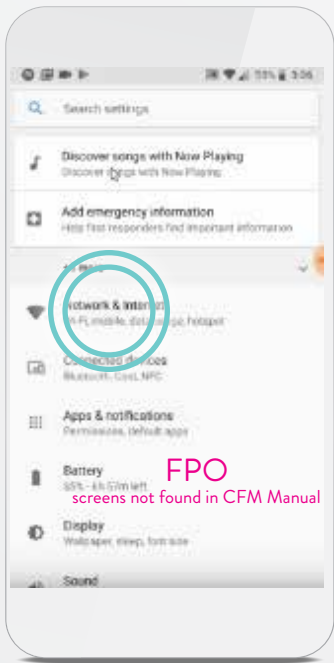 Search settings
Discover songs with Now Playing
Discover songs with Now Playing
Add emergency information
Help first responders find important information
Network & Internet
Wi-Fi, mobile, data usage, hotspot
Connected devices
Bluetooth, Cast, NFC
Apps & notifications
Permissions, default apps
Battery
FPO
screens not found in CFM Manual
Display
Wallpaper, sleep, font size
Sound